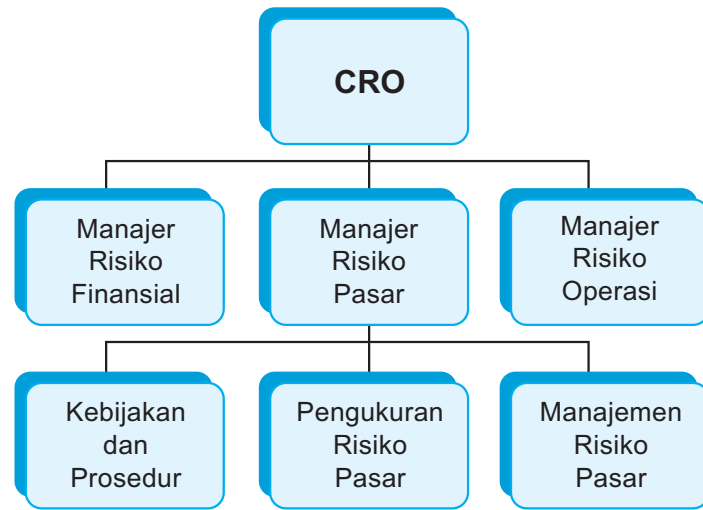 CRO
Manajer
Risiko
Finansial
Manajer
Risiko
Pasar
Manajer
Risiko
Operasi
Kebijakan
dan
Prosedur
Pengukuran
Risiko
Pasar
Manajemen
Risiko
Pasar